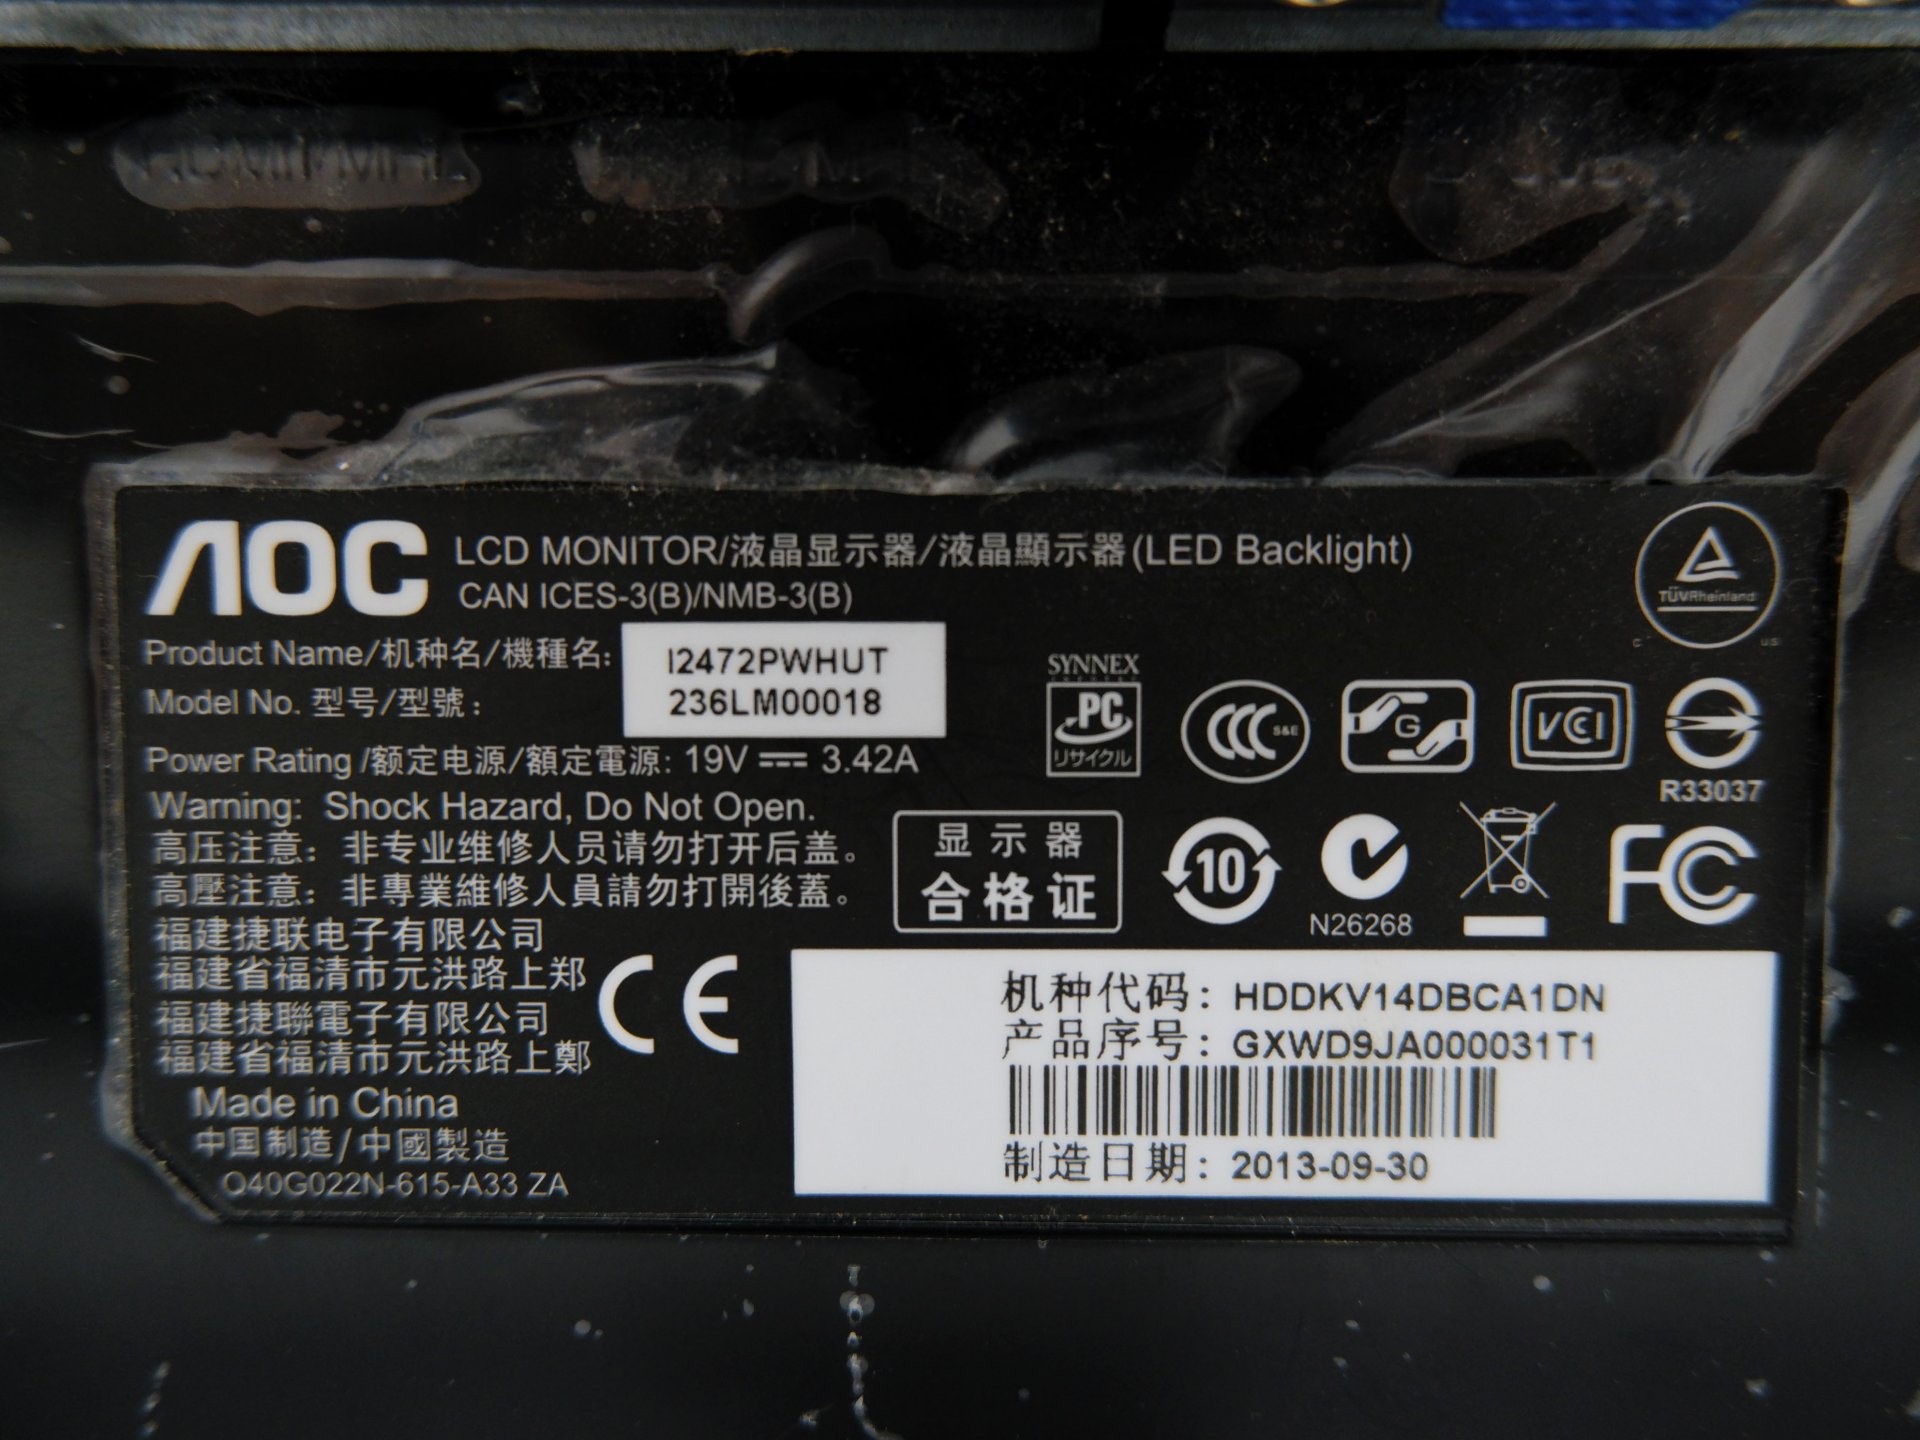 AOC
LCD MONITOR/液晶显示器/液晶顯示器(LED Backlight)
CAN ICES-3(B)/NMB-3(B)
TÜVRheinland
C US
Product Name/机种名/機種名: I2472PWHUT
Model No. 型号/型號: 236LM00018
Power Rating /额定电源/額定電源: 19V 3.42A
SYNNEX
PC
リサイクル
CCC S&E
G
VCCI
R33037
Warning: Shock Hazard, Do Not Open.
高压注意: 非专业维修人员请勿打开后盖。
高壓注意: 非專業維修人員請勿打開後蓋。
显示器
合格证
10
N26268
FC
福建捷联电子有限公司
福建省福清市元洪路上郑
福建捷聯電子有限公司
福建省福清市元洪路上鄭
CE
Made in China
中国制造/中國製造
Q40G022N-615-A33 ZA
机种代码: HDDKV14DBCA1DN
产品序号: GXWD9JA000031T1
制造日期: 2013-09-30